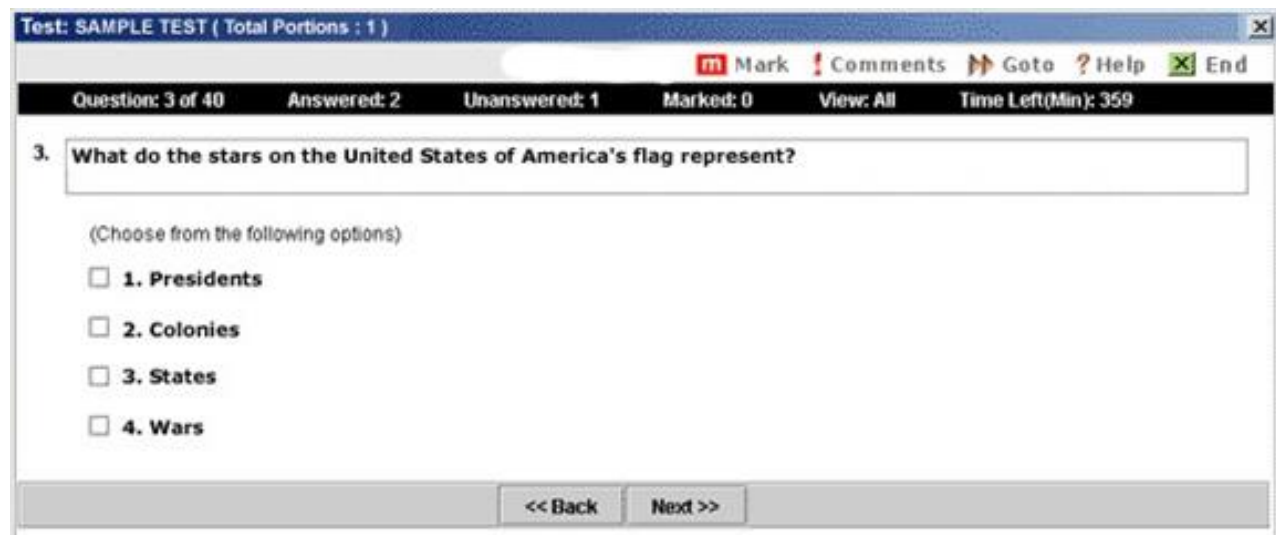 Test: SAMPLE TEST ( Total Portions : 1 )
m Mark ! Comments Goto ? Help X End
Question: 3 of 40 Answered: 2 Unanswered: 1 Marked: 0 View: All Time Left(Min): 359
3. What do the stars on the United States of America's flag represent?
(Choose from the following options)
1. Presidents
2. Colonies
3. States
4. Wars
<< Back Next >>